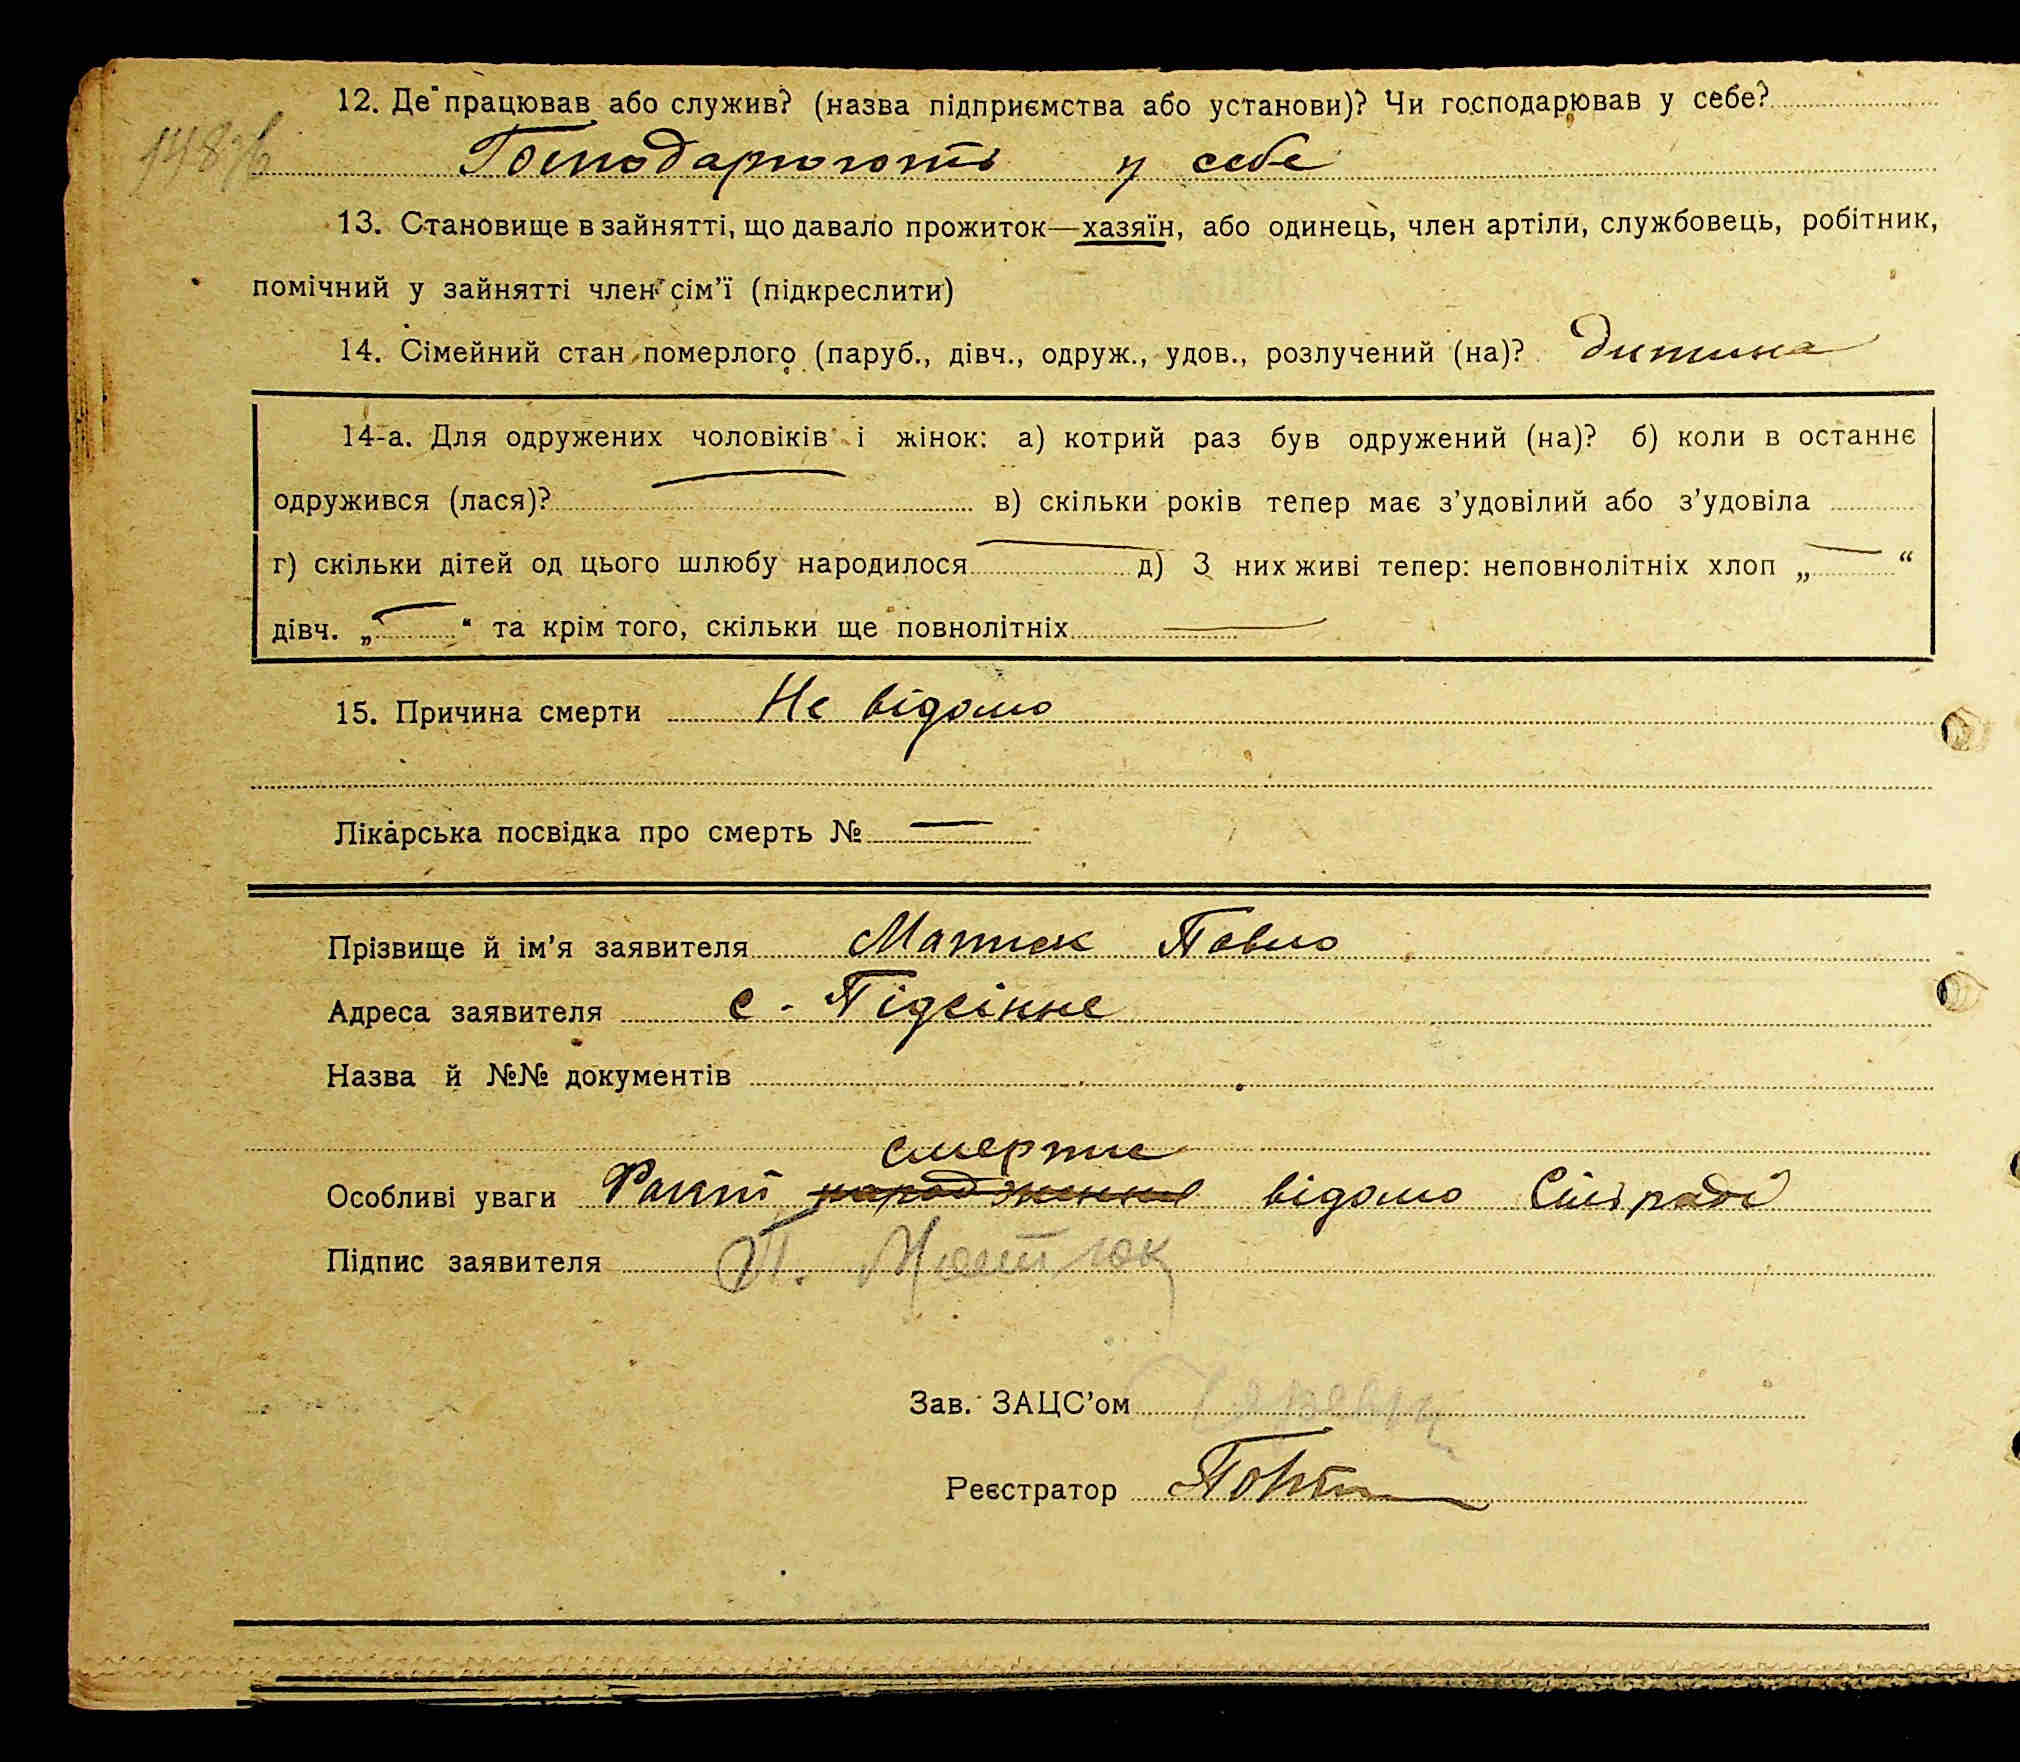 12. Де працював або служив? (назва підприємства або установи)? Чи господарював у себе?
148 зв
Господарюють у себе
13. Становище в зайнятті, що давало прожиток—хазяїн, або одинець, член артіли, службовець, робітник,
помічний у зайнятті член сім’ї (підкреслити)
14. Сімейний стан померлого (паруб., дівч., одруж., удов., розлучений (на)? Дитина
14-а. Для одружених чоловіків і жінок: а) котрий раз був одружений (на)? б) коли в останнє
одружився (лася)? — в) скільки років тепер має з’удовілий або з’удовіла
г) скільки дітей од цього шлюбу народилося — д) З них живі тепер: неповнолітніх хлоп „—“
дівч. „—“ та крім того, скільки ще повнолітніх —
15. Причина смерти Не відомо
Лікарська посвідка про смерть № —
Прізвище й ім’я заявителя Матюк Павло
Адреса заявителя с. Підсінне
Назва й №№ документів
смерти
Особливі уваги Факт народження відомо Сільраді
Підпис заявителя П. Матюк
Зав. ЗАЦС’ом
Реєстратор